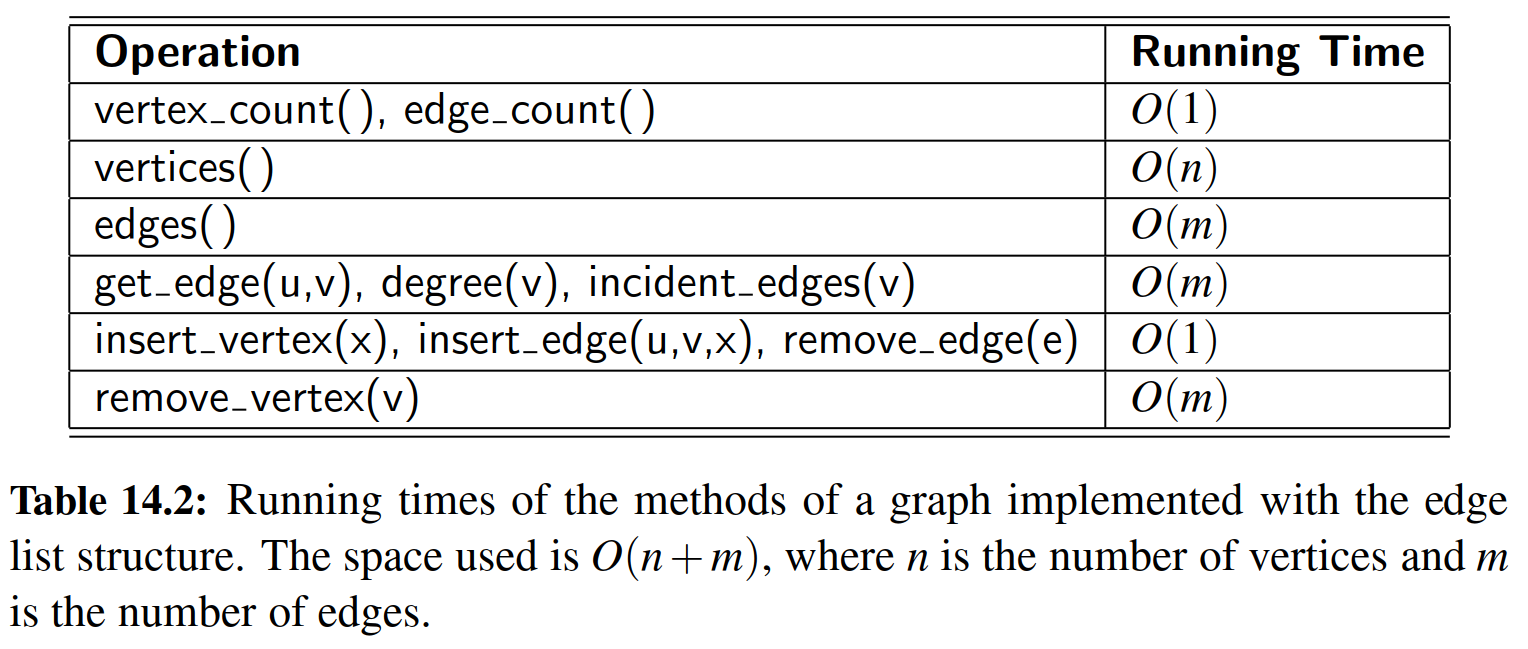 Operation Running Time
vertex_count( ), edge_count( ) O(1)
vertices( ) O(n)
edges( ) O(m)
get_edge(u,v), degree(v), incident_edges(v) O(m)
insert_vertex(x), insert_edge(u,v,x), remove_edge(e) O(1)
remove_vertex(v) O(m)
Table 14.2: Running times of the methods of a graph implemented with the edge
list structure. The space used is O(n+m), where n is the number of vertices and m
is the number of edges.